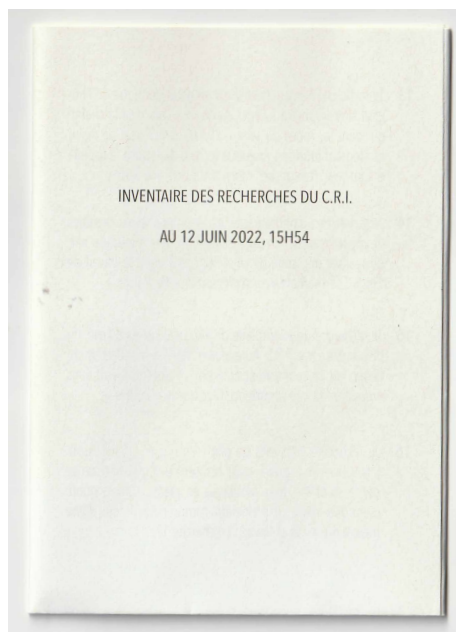 INVENTAIRE DES RECHERCHES DU C.R.I.
AU 12 JUIN 2022, 15H54